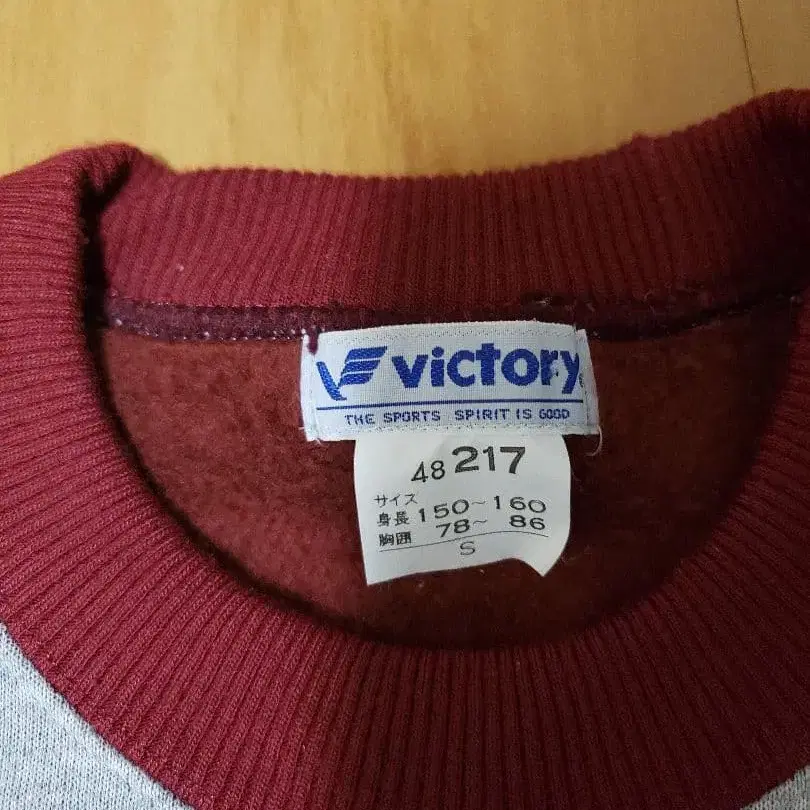 victory
THE SPORTS SPIRIT IS GOOD
48 217
サイズ
身長 150~160
胸囲 78~ 86
S